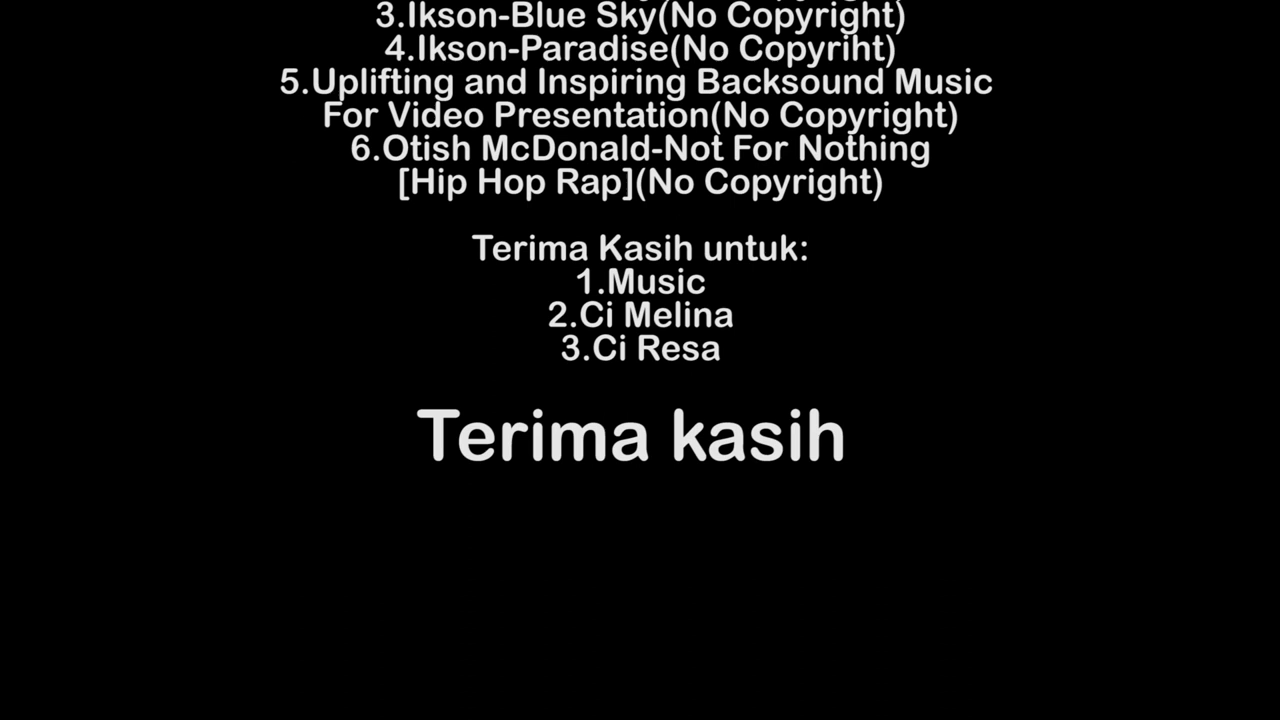 3.Ikson-Blue Sky(No Copyright)
4.Ikson-Paradise(No Copyriht)
5.Uplifting and Inspiring Backsound Music
For Video Presentation(No Copyright)
6.Otish McDonald-Not For Nothing
[Hip Hop Rap](No Copyright)
Terima Kasih untuk:
1.Music
2.Ci Melina
3.Ci Resa
Terima kasih